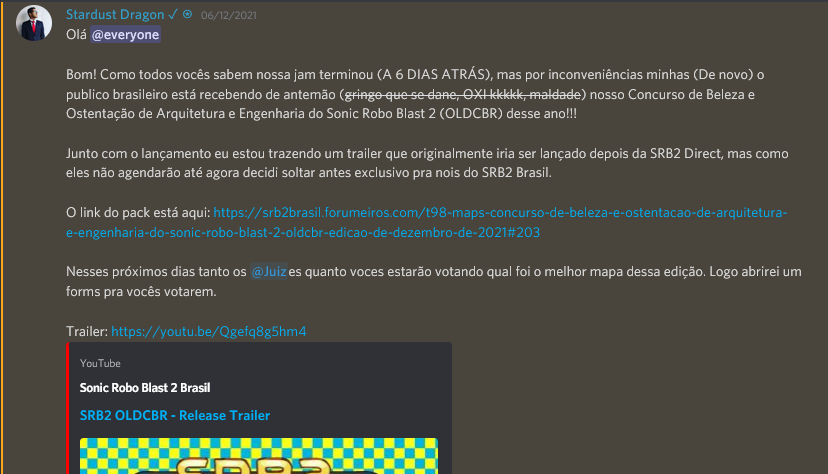 Stardust Dragon ✓ 06/12/2021
Olá @everyone
Bom! Como todos vocês sabem nossa jam terminou (A 6 DIAS ATRÁS), mas por inconveniências minhas (De novo) o
publico brasileiro está recebendo de antemão (gringo que se dane, OXI kkkkk, maldade) nosso Concurso de Beleza e
Ostentação de Arquitetura e Engenharia do Sonic Robo Blast 2 (OLDCBR) desse ano!!!
Junto com o lançamento eu estou trazendo um trailer que originalmente iria ser lançado depois da SRB2 Direct, mas como
eles não agendarão até agora decidi soltar antes exclusivo pra nois do SRB2 Brasil.
O link do pack está aqui: https://srb2brasil.forumeiros.com/t98-maps-concurso-de-beleza-e-ostentacao-de-arquitetura-
e-engenharia-do-sonic-robo-blast-2-oldcbr-edicao-de-dezembro-de-2021#203
Nesses próximos dias tanto os @Juiz es quanto voces estarão votando qual foi o melhor mapa dessa edição. Logo abrirei um
forms pra vocês votarem.
Trailer: https://youtu.be/Qgefq8g5hm4
YouTube
Sonic Robo Blast 2 Brasil
SRB2 OLDCBR - Release Trailer
SRB2